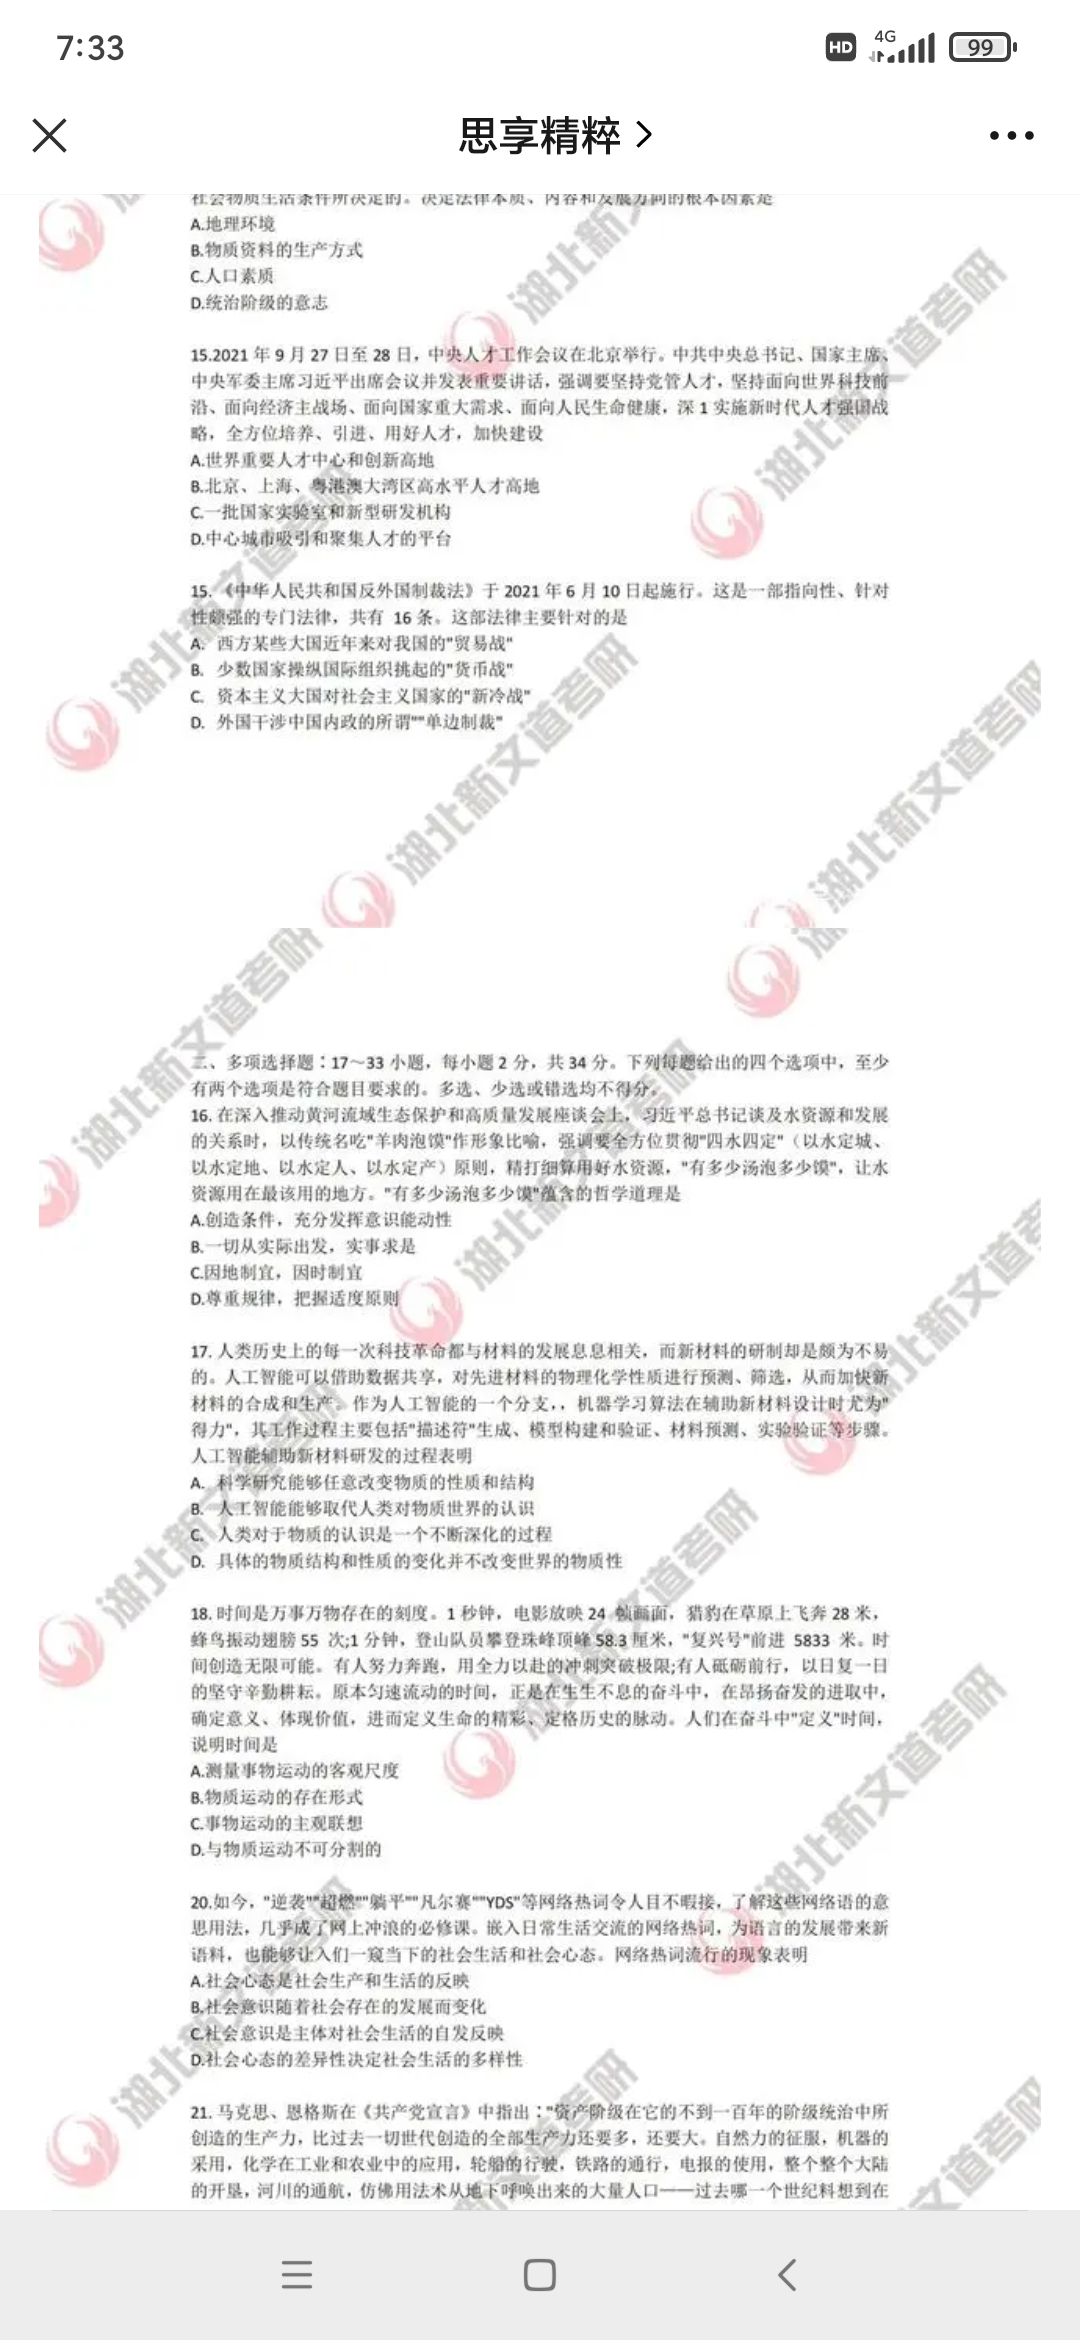 7:33
HD 4G 99
思享精粹
社会物质生活条件所决定的。决定法律本质、内容和发展方向的根本因素是
A.地理环境
B.物质资料的生产方式
C.人口素质
D.统治阶级的意志
15.2021 年 9 月 27 日至 28 日，中央人才工作会议在北京举行。中共中央总书记、国家主席、
中央军委主席习近平出席会议并发表重要讲话，强调要坚持党管人才，坚持面向世界科技前
沿、面向经济主战场、面向国家重大需求、面向人民生命健康，深 1 实施新时代人才强国战
略，全方位培养、引进、用好人才，加快建设
A.世界重要人才中心和创新高地
B.北京、上海、粤港澳大湾区高水平人才高地
C.一批国家实验室和新型研发机构
D.中心城市吸引和聚集人才的平台
15.《中华人民共和国反外国制裁法》于 2021 年 6 月 10 日起施行。这是一部指向性、针对
性颇强的专门法律，共有 16 条。这部法律主要针对的是
A. 西方某些大国近年来对我国的"贸易战"
B. 少数国家操纵国际组织挑起的"货币战"
C. 资本主义大国对社会主义国家的"新冷战"
D. 外国干涉中国内政的所谓""单边制裁"
二、多项选择题：17～33 小题，每小题 2 分，共 34 分。下列每题给出的四个选项中，至少
有两个选项是符合题目要求的。多选、少选或错选均不得分。
16. 在深入推动黄河流域生态保护和高质量发展座谈会上，习近平总书记谈及水资源和发展
的关系时，以传统名吃"羊肉泡馍"作形象比喻，强调要全方位贯彻"四水四定"（以水定城、
以水定地、以水定人、以水定产）原则，精打细算用好水资源，"有多少汤泡多少馍"，让水
资源用在最该用的地方。"有多少汤泡多少馍"蕴含的哲学道理是
A.创造条件，充分发挥意识能动性
B.一切从实际出发，实事求是
C.因地制宜，因时制宜
D.尊重规律，把握适度原则
17. 人类历史上的每一次科技革命都与材料的发展息息相关，而新材料的研制却是颇为不易
的。人工智能可以借助数据共享，对先进材料的物理化学性质进行预测、筛选，从而加快新
材料的合成和生产。作为人工智能的一个分支,，机器学习算法在辅助新材料设计时尤为"
得力"，其工作过程主要包括"描述符"生成、模型构建和验证、材料预测、实验验证等步骤。
人工智能辅助新材料研发的过程表明
A. 科学研究能够任意改变物质的性质和结构
B. 人工智能能够取代人类对物质世界的认识
C. 人类对于物质的认识是一个不断深化的过程
D. 具体的物质结构和性质的变化并不改变世界的物质性
18. 时间是万事万物存在的刻度。1 秒钟，电影放映 24 帧画面，猎豹在草原上飞奔 28 米，
蜂鸟振动翅膀 55 次;1 分钟，登山队员攀登珠峰顶峰 58.3 厘米，"复兴号"前进 5833 米。时
间创造无限可能。有人努力奔跑，用全力以赴的冲刺突破极限;有人砥砺前行，以日复一日
的坚守辛勤耕耘。原本匀速流动的时间，正是在生生不息的奋斗中，在昂扬奋发的进取中，
确定意义、体现价值，进而定义生命的精彩、定格历史的脉动。人们在奋斗中"定义"时间，
说明时间是
A.测量事物运动的客观尺度
B.物质运动的存在形式
C.事物运动的主观联想
D.与物质运动不可分割的
20.如今，"逆袭""超燃""躺平""凡尔赛""YDS"等网络热词令人目不暇接，了解这些网络语的意
思用法，几乎成了网上冲浪的必修课。嵌入日常生活交流的网络热词，为语言的发展带来新
语料，也能够让入们一窥当下的社会生活和社会心态。网络热词流行的现象表明
A.社会心态是社会生产和生活的反映
B.社会意识随着社会存在的发展而变化
C.社会意识是主体对社会生活的自发反映
D.社会心态的差异性决定社会生活的多样性
21. 马克思、恩格斯在《共产党宣言》中指出："资产阶级在它的不到一百年的阶级统治中所
创造的生产力，比过去一切世代创造的全部生产力还要多，还要大。自然力的征服，机器的
采用，化学在工业和农业中的应用，轮船的行驶，铁路的通行，电报的使用，整个整个大陆
的开垦，河川的通航，仿佛用法术从地下呼唤出来的大量人口——过去哪一个世纪料想到在
湖北新文道考研